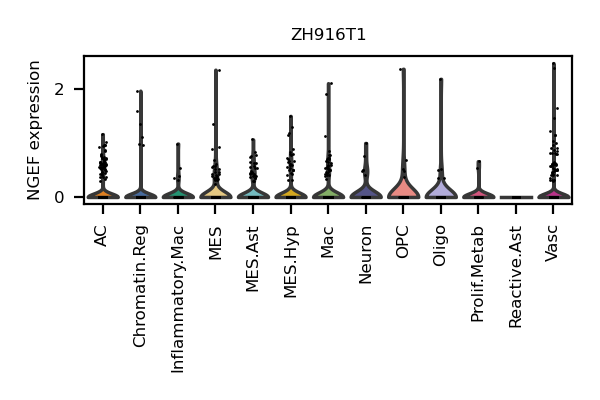 ZH916T1
NGEF expression
2
0
AC
Chromatin.Reg
Inflammatory.Mac
MES
MES.Ast
MES.Hyp
Mac
Neuron
OPC
Oligo
Prolif.Metab
Reactive.Ast
Vasc